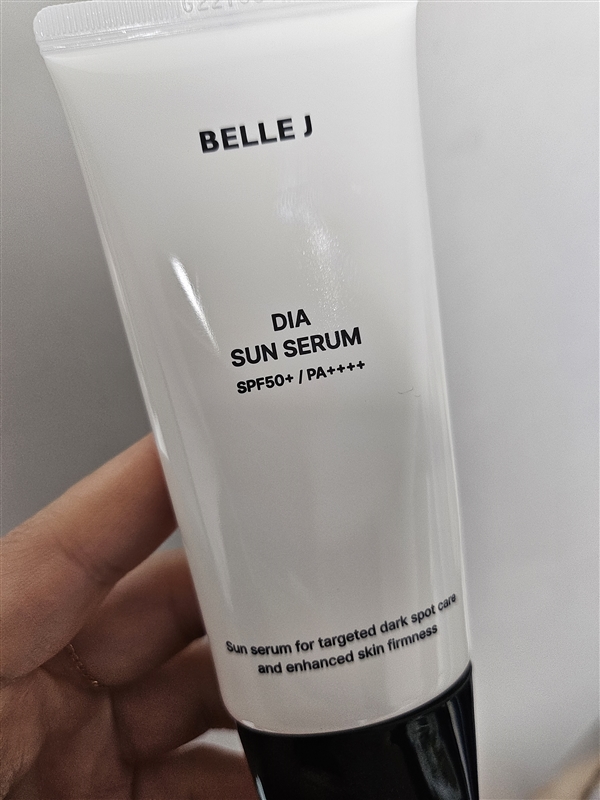 BELLE J
DIA
SUN SERUM
SPF50+ / PA++++
Sun serum for targeted dark spot care
and enhanced skin firmness